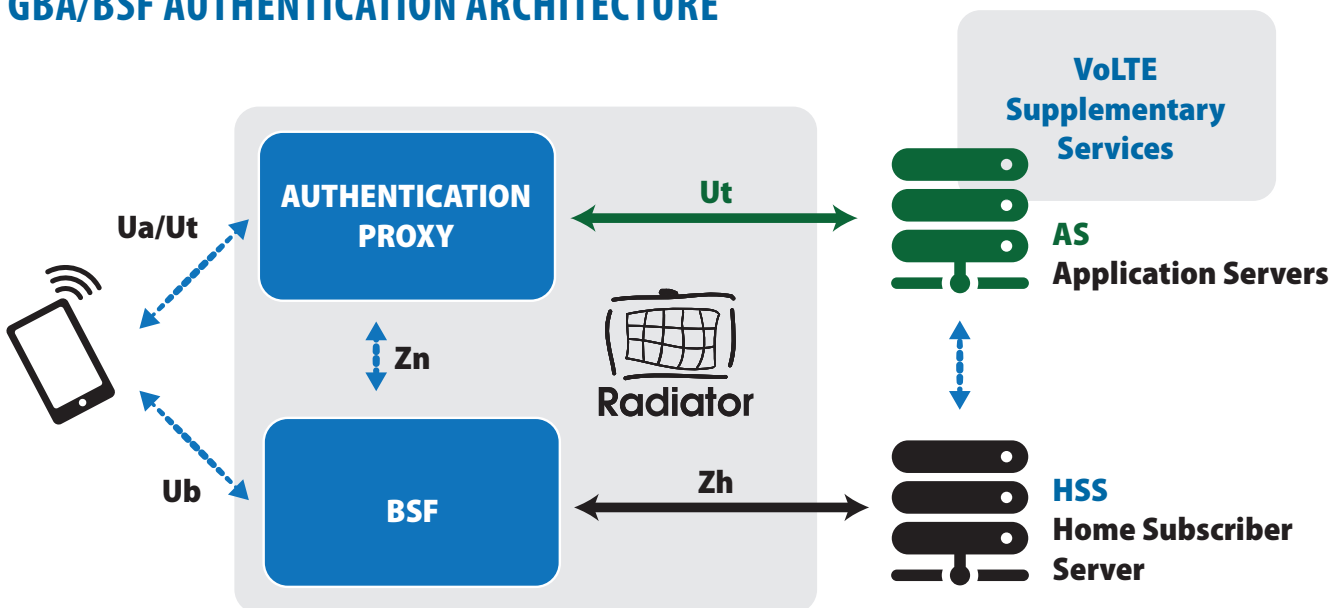 GBA/BSF AUTHENTICATION ARCHITECTURE
VoLTE
Supplementary
Services
AUTHENTICATION
PROXY
Ut
Ua/Ut
AS
Application Servers
Zn
Radiator
Ub
BSF
Zh
HSS
Home Subscriber
Server